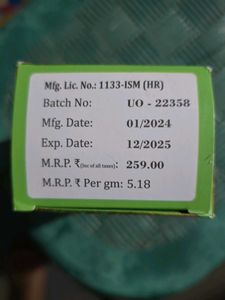 Mfg. Lic. No.: 1133-ISM (HR)
Batch No: UO - 22358
Mfg. Date: 01/2024
Exp. Date: 12/2025
M.R.P. ₹(Inc of all taxes): 259.00
M.R.P. ₹ Per gm: 5.18